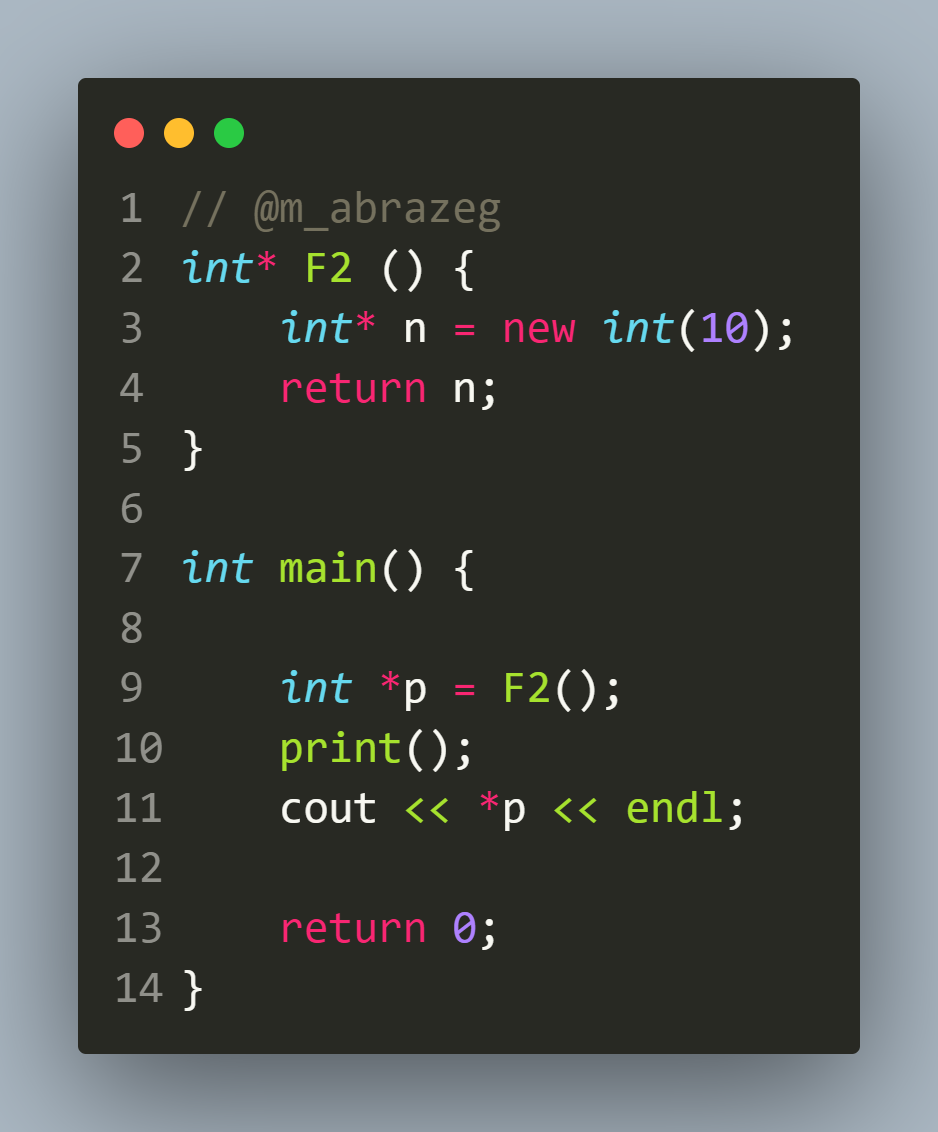 1 // @m_abrazeg
2 int* F2 () {
3     int* n = new int(10);
4     return n;
5 }
6
7 int main() {
8
9     int *p = F2();
10     print();
11     cout << *p << endl;
12
13     return 0;
14 }